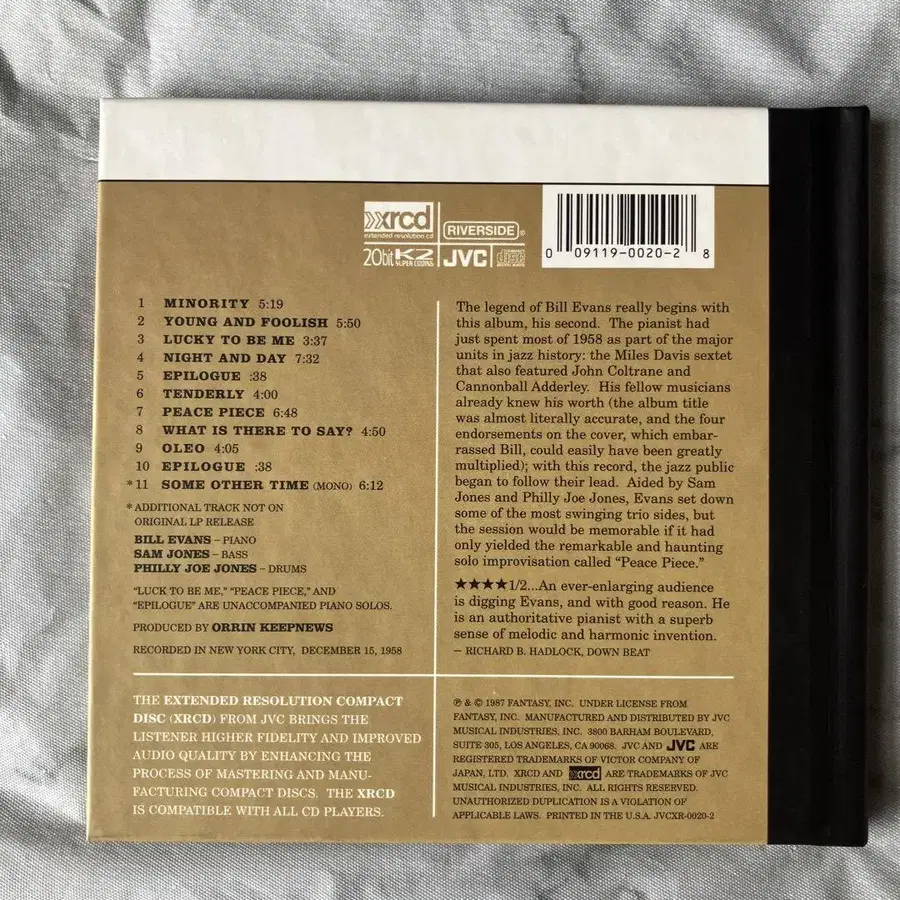 xrcd
extended resolution cd
RIVERSIDE®
20bit K2
SUPER CODING
JVC
COMPACT
disc
DIGITAL AUDIO
0 09119-0020-2 8
1 MINORITY 5:19
2 YOUNG AND FOOLISH 5:50
3 LUCKY TO BE ME 3:37
4 NIGHT AND DAY 7:32
5 EPILOGUE :38
6 TENDERLY 4:00
7 PEACE PIECE 6:48
8 WHAT IS THERE TO SAY? 4:50
9 OLEO 4:05
10 EPILOGUE :38
*11 SOME OTHER TIME (MONO) 6:12
* ADDITIONAL TRACK NOT ON
ORIGINAL LP RELEASE
BILL EVANS – PIANO
SAM JONES – BASS
PHILLY JOE JONES – DRUMS
"LUCK TO BE ME," "PEACE PIECE," AND
"EPILOGUE" ARE UNACCOMPANIED PIANO SOLOS.
PRODUCED BY ORRIN KEEPNEWS
RECORDED IN NEW YORK CITY, DECEMBER 15, 1958
The legend of Bill Evans really begins with
this album, his second. The pianist had
just spent most of 1958 as part of the major
units in jazz history: the Miles Davis sextet
that also featured John Coltrane and
Cannonball Adderley. His fellow musicians
already knew his worth (the album title
was almost literally accurate, and the four
endorsements on the cover, which embar-
rassed Bill, could easily have been greatly
multiplied); with this record, the jazz public
began to follow their lead. Aided by Sam
Jones and Philly Joe Jones, Evans set down
some of the most swinging trio sides, but
the session would be memorable if it had
only yielded the remarkable and haunting
solo improvisation called "Peace Piece."
★★★★1/2...An ever-enlarging audience
is digging Evans, and with good reason. He
is an authoritative pianist with a superb
sense of melodic and harmonic invention.
– RICHARD B. HADLOCK, DOWN BEAT
THE EXTENDED RESOLUTION COMPACT
DISC (XRCD) FROM JVC BRINGS THE
LISTENER HIGHER FIDELITY AND IMPROVED
AUDIO QUALITY BY ENHANCING THE
PROCESS OF MASTERING AND MANU-
FACTURING COMPACT DISCS. THE XRCD
IS COMPATIBLE WITH ALL CD PLAYERS.
℗ & © 1987 FANTASY, INC. UNDER LICENSE FROM
FANTASY, INC. MANUFACTURED AND DISTRIBUTED BY JVC
MUSICAL INDUSTRIES, INC. 3800 BARHAM BOULEVARD,
SUITE 305, LOS ANGELES, CA 90068. JVC AND JVC ARE
REGISTERED TRADEMARKS OF VICTOR COMPANY OF
JAPAN, LTD. XRCD AND xrcd ARE TRADEMARKS OF JVC
MUSICAL INDUSTRIES, INC. ALL RIGHTS RESERVED.
UNAUTHORIZED DUPLICATION IS A VIOLATION OF
APPLICABLE LAWS. PRINTED IN THE U.S.A. JVCXR-0020-2